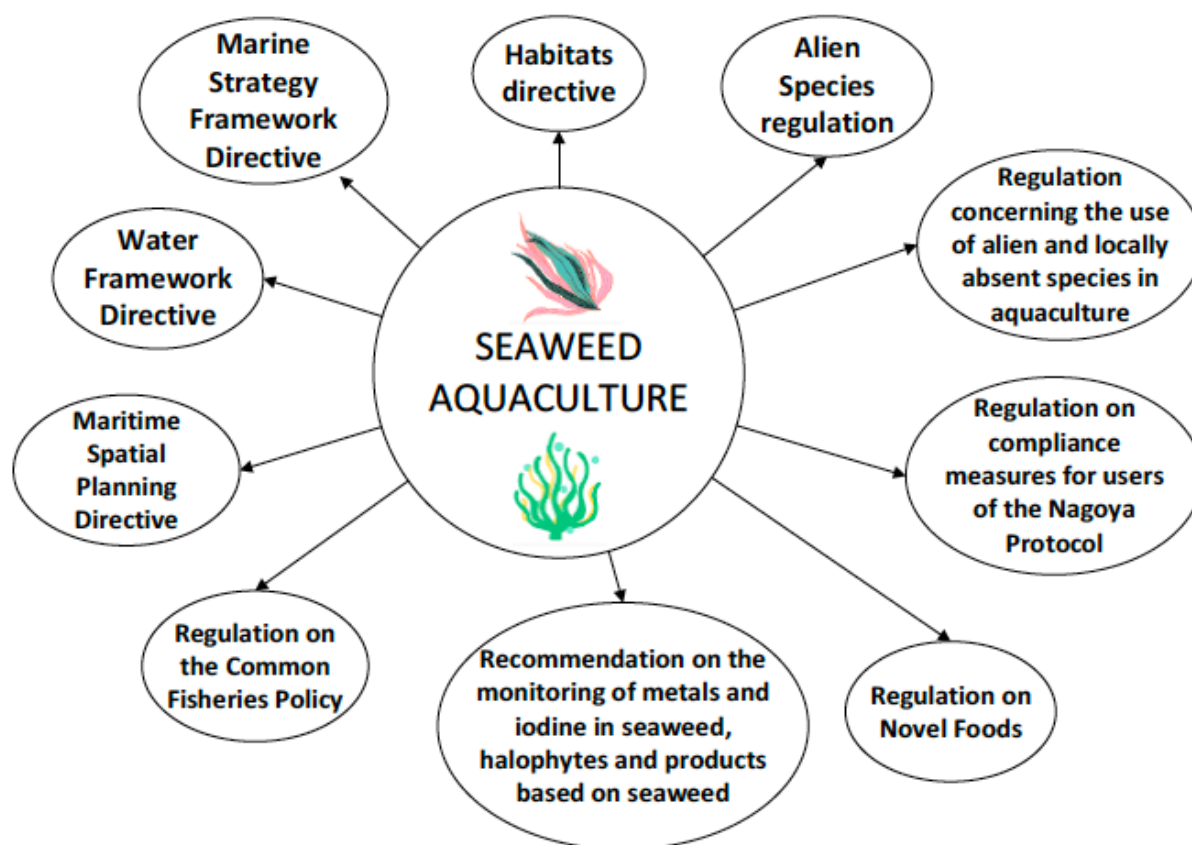 Marine
Strategy
Framework
Directive
Habitats
directive
Alien
Species
regulation
Regulation
concerning the use
of alien and locally
absent species in
aquaculture
Water
Framework
Directive
SEAWEED
AQUACULTURE
Maritime
Spatial
Planning
Directive
Regulation on
compliance
measures for users
of the Nagoya
Protocol
Regulation on
the Common
Fisheries Policy
Recommendation on the
monitoring of metals and
iodine in seaweed,
halophytes and products
based on seaweed
Regulation on
Novel Foods